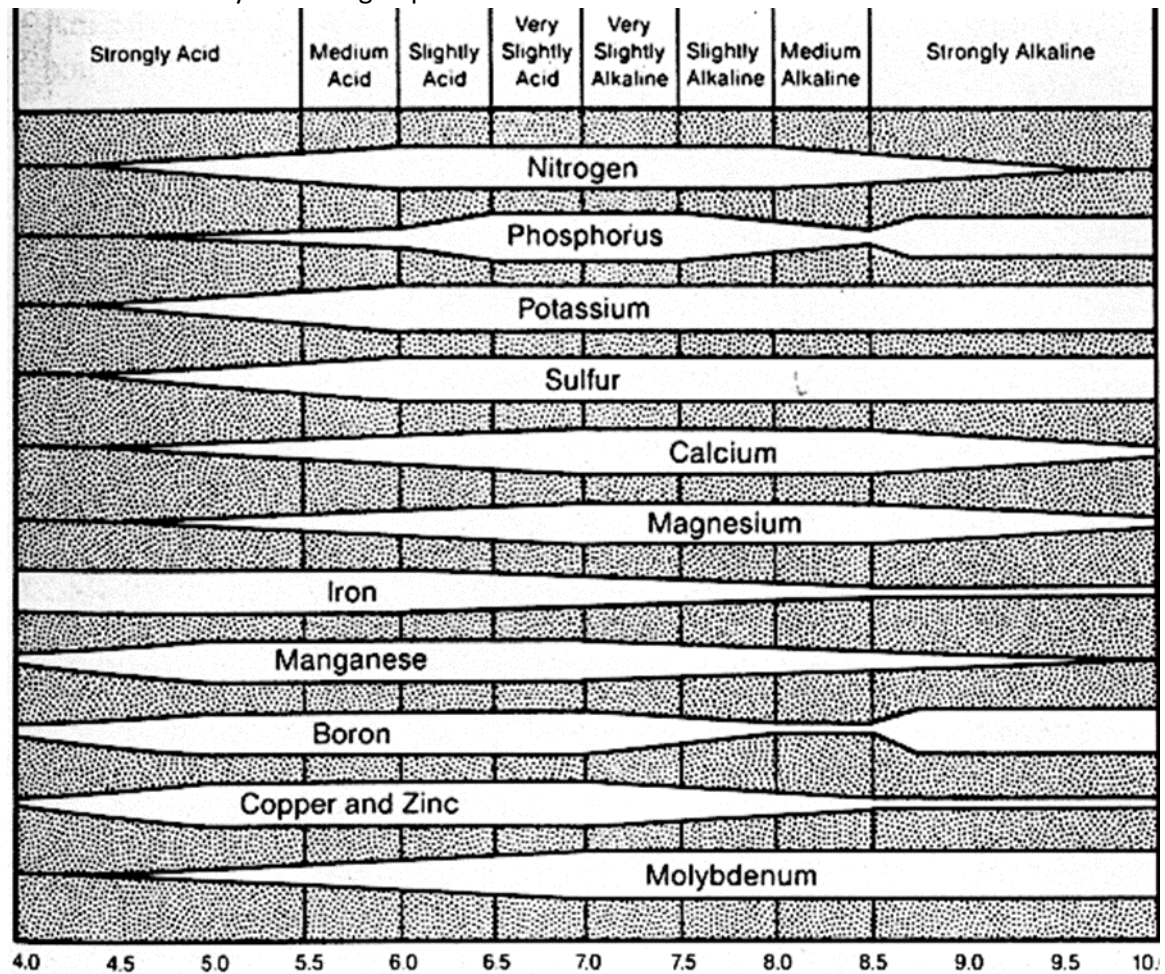 Strongly Acid
Medium
Acid
Slightly
Acid
Very
Slightly
Acid
Very
Slightly
Alkaline
Slightly
Alkaline
Medium
Alkaline
Strongly Alkaline
Nitrogen
Phosphorus
Potassium
Sulfur
Calcium
Magnesium
Iron
Manganese
Boron
Copper and Zinc
Molybdenum
4.0 4.5 5.0 5.5 6.0 6.5 7.0 7.5 8.0 8.5 9.0 9.5 10.